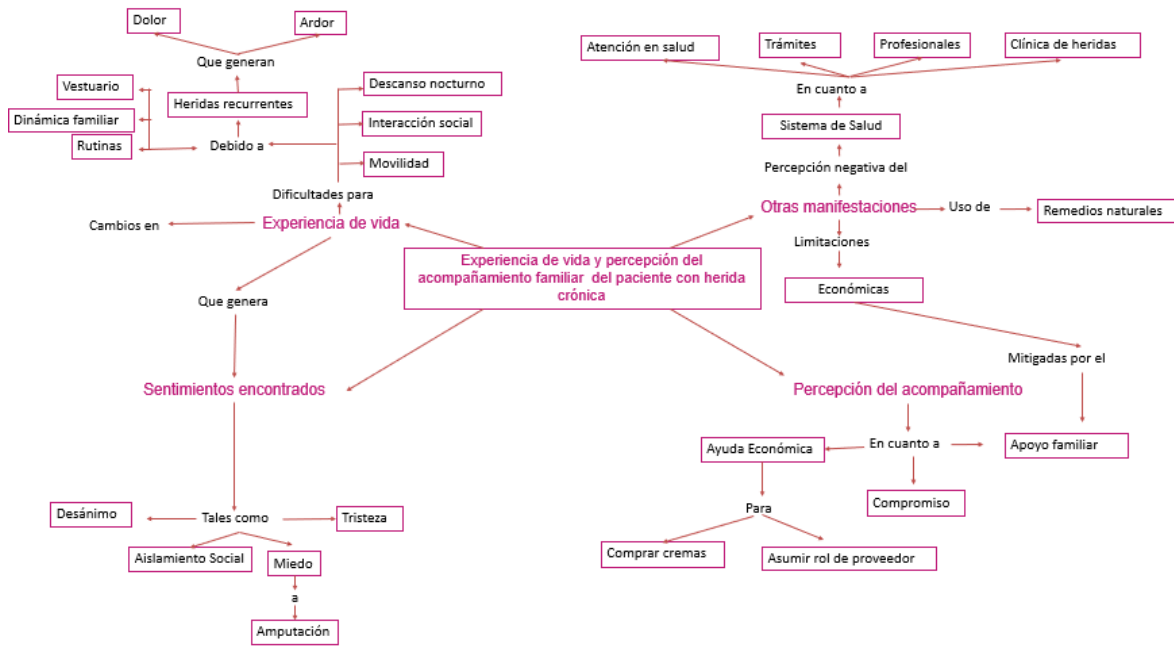 Dolor
Ardor
Que generan
Vestuario
Heridas recurrentes
Descanso nocturno
Dinámica familiar
Interacción social
Rutinas
Debido a
Movilidad
Dificultades para
Cambios en
Experiencia de vida
Que genera
Sentimientos encontrados
Desánimo
Tales como
Tristeza
Aislamiento Social
Miedo
a
Amputación
Experiencia de vida y percepción del
acompañamiento familiar del paciente con herida
crónica
Atención en salud
Trámites
Profesionales
Clínica de heridas
En cuanto a
Sistema de Salud
Percepción negativa del
Otras manifestaciones
Uso de
Remedios naturales
Limitaciones
Económicas
Mitigadas por el
Percepción del acompañamiento
Ayuda Económica
En cuanto a
Apoyo familiar
Compromiso
Para
Comprar cremas
Asumir rol de proveedor